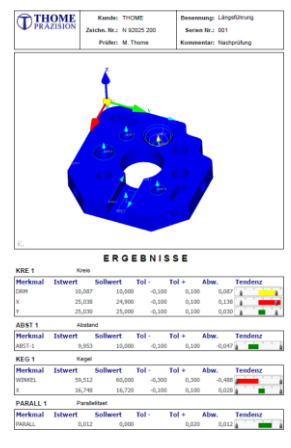 THOME
PRÄZISION
Kunde: THOME
Benennung: Längsführung
Zeichn. Nr.: N 92025 200
Serien Nr.: 001
Prüfer: M. Thome
Kommentar: Nachprüfung
ERGEBNISSE
KRE 1 Kreis
Merkmal Istwert Sollwert Tol - Tol + Abw. Tendenz
DRM 10,087 10,000 -0,100 0,100 0,087
X 25,038 24,900 -0,100 0,100 0,138
Y 25,030 25,000 -0,100 0,100 0,030
ABST 1 Abstand
Merkmal Istwert Sollwert Tol - Tol + Abw. Tendenz
ABST-1 9,953 10,000 -0,100 0,100 -0,047
KEG 1 Kegel
Merkmal Istwert Sollwert Tol - Tol + Abw. Tendenz
WINKEL 59,512 60,000 -0,300 0,300 -0,488
X 16,748 16,720 -0,100 0,100 0,028
PARALL 1 Parallelitaet
Merkmal Istwert Sollwert Tol - Tol + Abw. Tendenz
PARALL 0,012 0,000 0,020 0,012